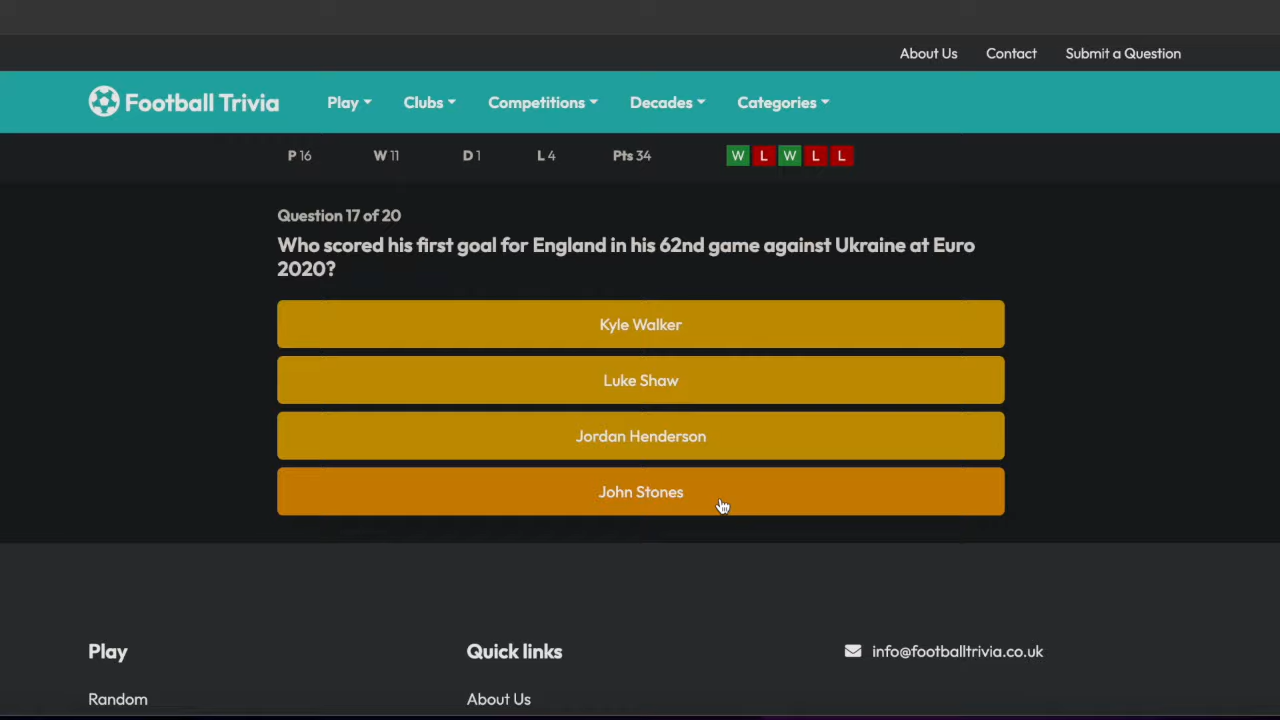 About Us Contact Submit a Question
Football Trivia Play Clubs Competitions Decades Categories
P 16 W 11 D 1 L 4 Pts 34 W L W L L
Question 17 of 20
Who scored his first goal for England in his 62nd game against Ukraine at Euro
2020?
Kyle Walker
Luke Shaw
Jordan Henderson
John Stones
Play Quick links info@footballtrivia.co.uk
Random About Us